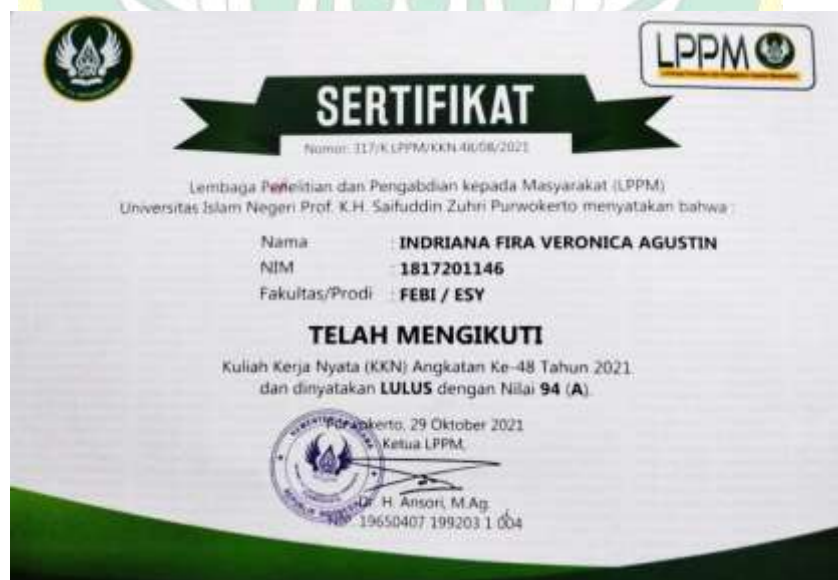 LPPM
SERTIFIKAT
Nomor: 317/K.LPPM/KKN.48/08/2021
Lembaga Penelitian dan Pengabdian kepada Masyarakat (LPPM)
Universitas Islam Negeri Prof. K.H. Saifuddin Zuhri Purwokerto menyatakan bahwa :
Nama : INDRIANA FIRA VERONICA AGUSTIN
NIM : 1817201146
Fakultas/Prodi : FEBI / ESY
TELAH MENGIKUTI
Kuliah Kerja Nyata (KKN) Angkatan Ke-48 Tahun 2021
dan dinyatakan LULUS dengan Nilai 94 (A).
Purwokerto, 29 Oktober 2021
Ketua LPPM,
Dr. H. Ansori, M.Ag.
NIP. 19650407 199203 1 004